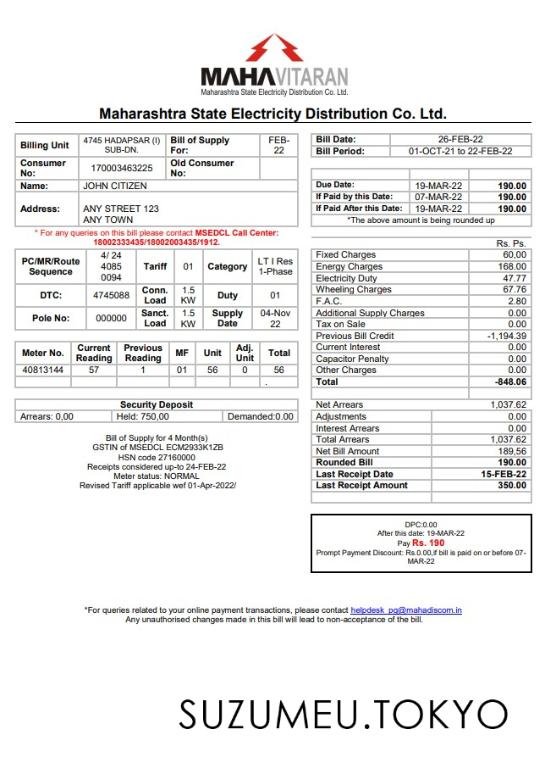 MAHAVITARAN
Maharashtra State Electricity Distribution Co. Ltd.
Maharashtra State Electricity Distribution Co. Ltd.
Billing Unit 4745 HADAPSAR (I) SUB-DN. Bill of Supply For: FEB-22
Consumer No: 170003463225 Old Consumer No:
Name: JOHN CITIZEN
Address: ANY STREET 123
ANY TOWN
* For any queries on this bill please contact MSEDCL Call Center:
18002333435/18002003435/1912.
PC/MR/Route Sequence 4/ 24 4085 0094 Tariff 01 Category LT I Res 1-Phase
DTC: 4745088 Conn. Load 1.5 KW Duty 01
Pole No: 000000 Sanct. Load 1.5 KW Supply Date 04-Nov 22
Meter No. Current Reading Previous Reading MF Unit Adj. Unit Total
40813144 57 1 01 56 0 56
.
Security Deposit
Arrears: 0,00 Held: 750,00 Demanded:0.00
Bill of Supply for 4 Month(s)
GSTIN of MSEDCL ECM2933K1ZB
HSN code 27160000
Receipts considered up-to 24-FEB-22
Meter status: NORMAL
Revised Tariff applicable wef 01-Apr-2022/
Bill Date: 26-FEB-22
Bill Period: 01-OCT-21 to 22-FEB-22
Due Date: 19-MAR-22 190.00
If Paid by this Date: 07-MAR-22 190.00
If Paid After this Date: 19-MAR-22 190.00
*The above amount is being rounded up
Rs. Ps.
Fixed Charges 60,00
Energy Charges 168.00
Electricity Duty 47.77
Wheeling Charges 67.76
F.A.C. 2.80
Additional Supply Charges 0.00
Tax on Sale 0.00
Previous Bill Credit -1,194.39
Current Interest 0.00
Capacitor Penalty 0.00
Other Charges 0.00
Total -848.06
Net Arrears 1,037.62
Adjustments 0.00
Interest Arrears 0.00
Total Arrears 1,037.62
Net Bill Amount 189,56
Rounded Bill 190.00
Last Receipt Date 15-FEB-22
Last Receipt Amount 350.00
DPC:0.00
After this date: 19-MAR-22
Pay Rs. 190
Prompt Payment Discount: Rs.0.00,if bill is paid on or before 07-
MAR-22
*For queries related to your online payment transactions, please contact helpdesk_pg@mahadiscom.in
Any unauthorised changes made in this bill will lead to non-acceptance of the bill.
SUZUMEU.TOKYO